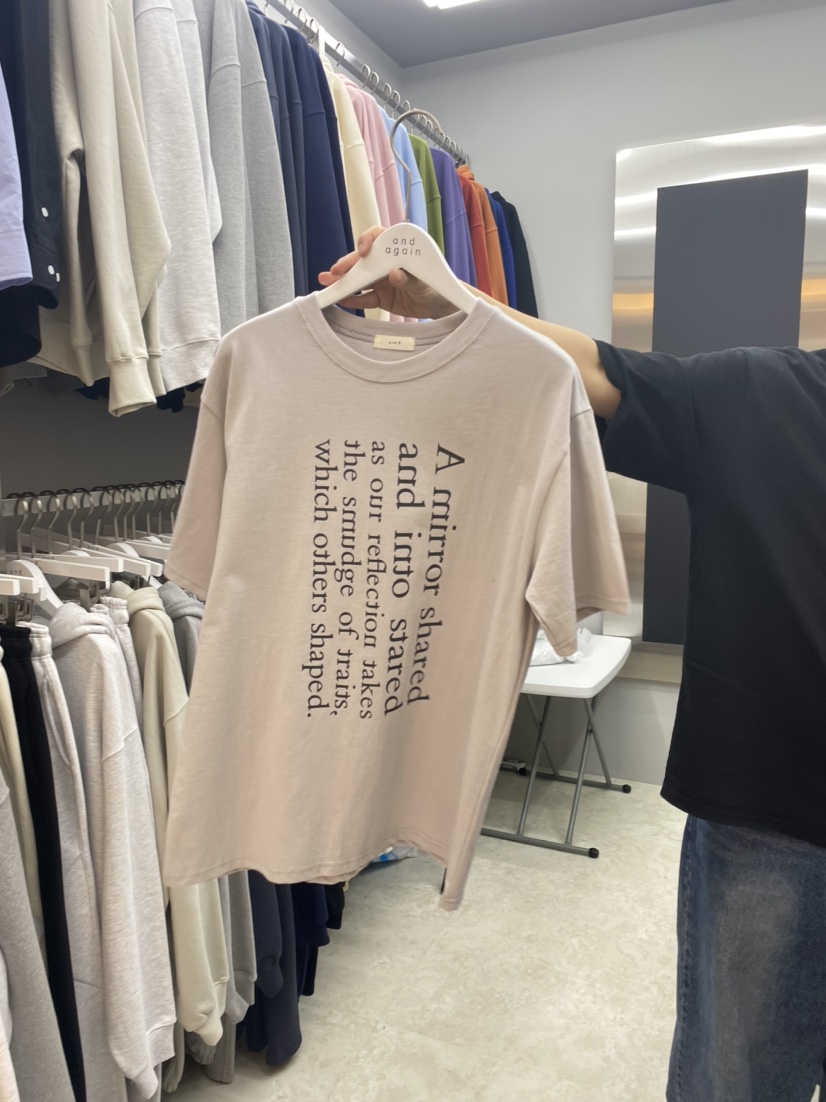 and
again
A mirror shared
and into stared
as our reflection takes
the smudge of traits,
which others shaped.